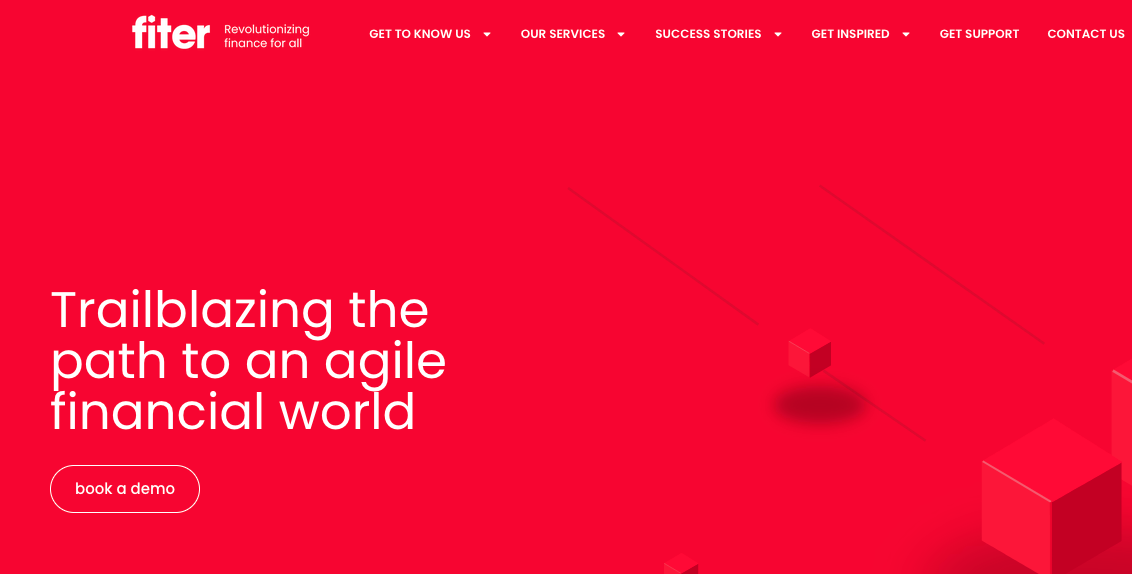 fiter
Revolutionizing
finance for all
GET TO KNOW US
OUR SERVICES
SUCCESS STORIES
GET INSPIRED
GET SUPPORT
CONTACT US
Trailblazing the
path to an agile
financial world
book a demo